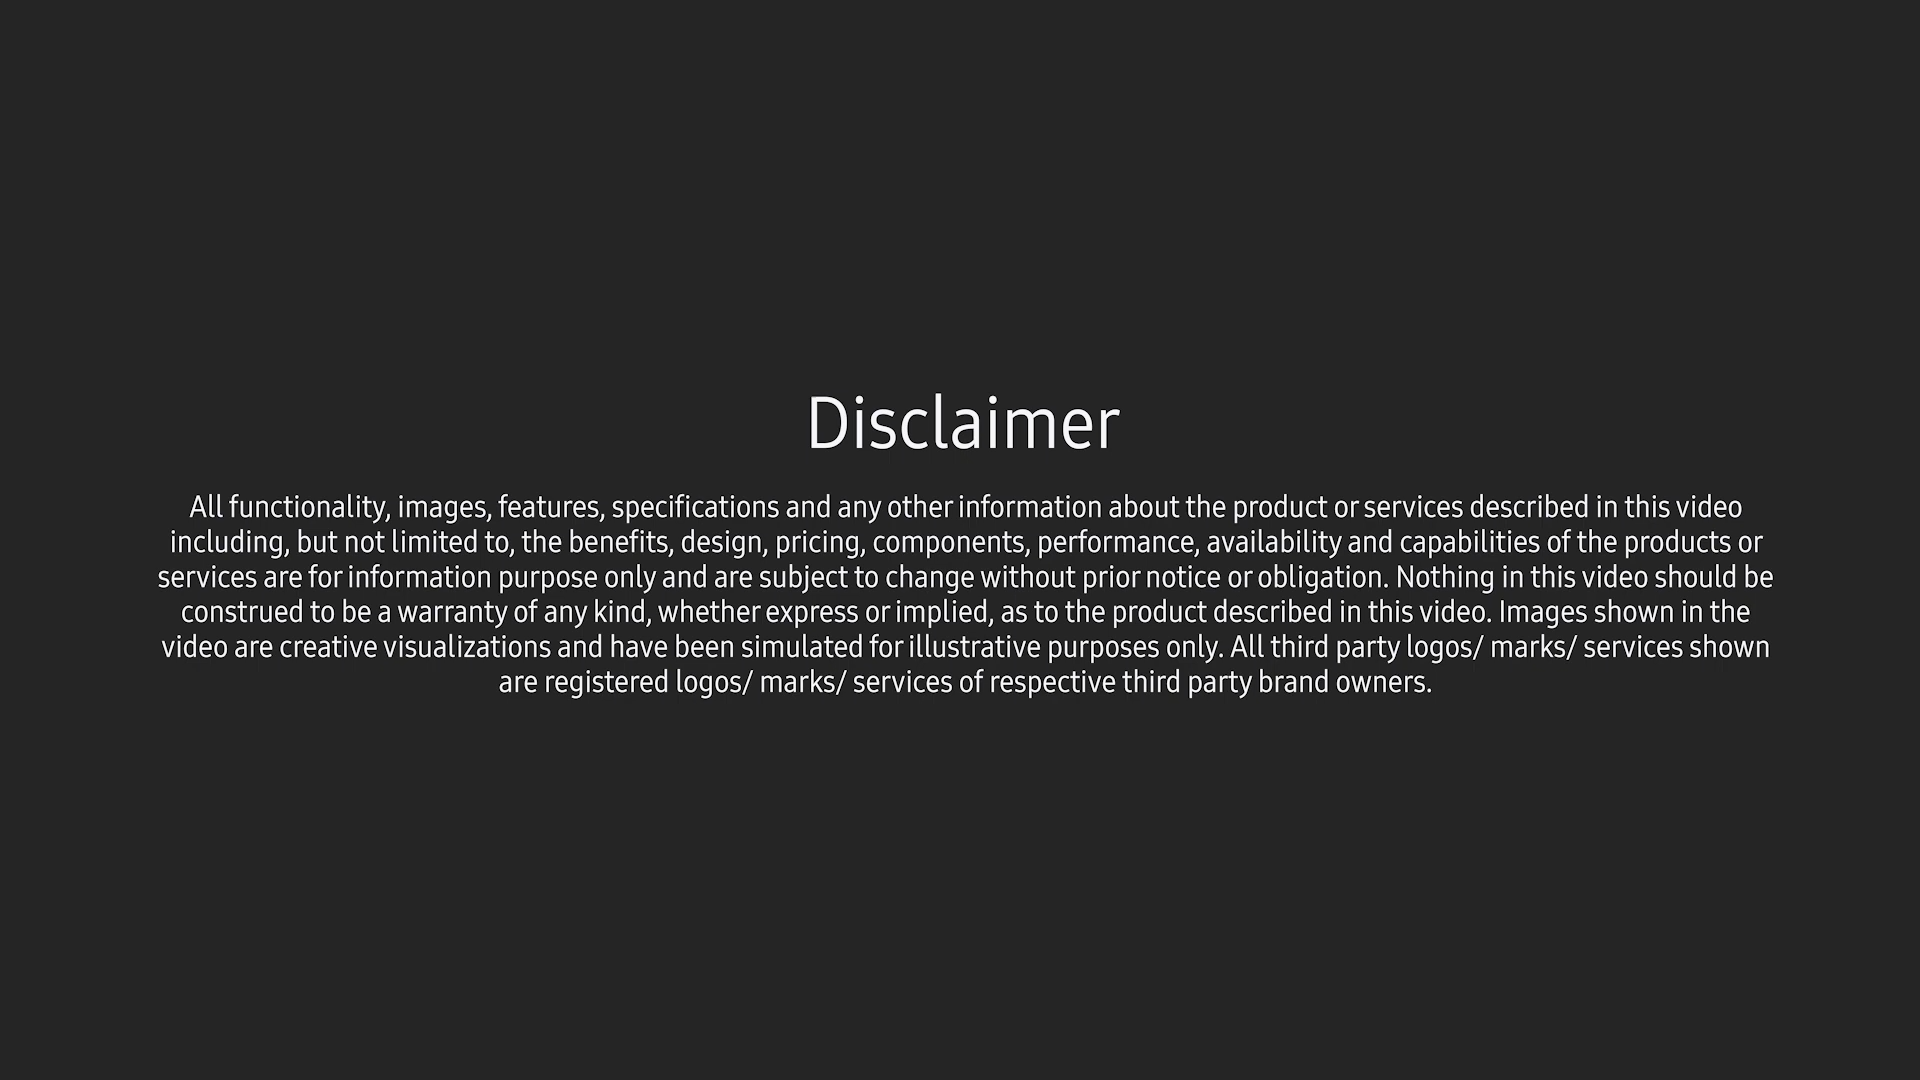 Disclaimer
All functionality, images, features, specifications and any other information about the product or services described in this video
including, but not limited to, the benefits, design, pricing, components, performance, availability and capabilities of the products or
services are for information purpose only and are subject to change without prior notice or obligation. Nothing in this video should be
construed to be a warranty of any kind, whether express or implied, as to the product described in this video. Images shown in the
video are creative visualizations and have been simulated for illustrative purposes only. All third party logos/ marks/ services shown
are registered logos/ marks/ services of respective third party brand owners.